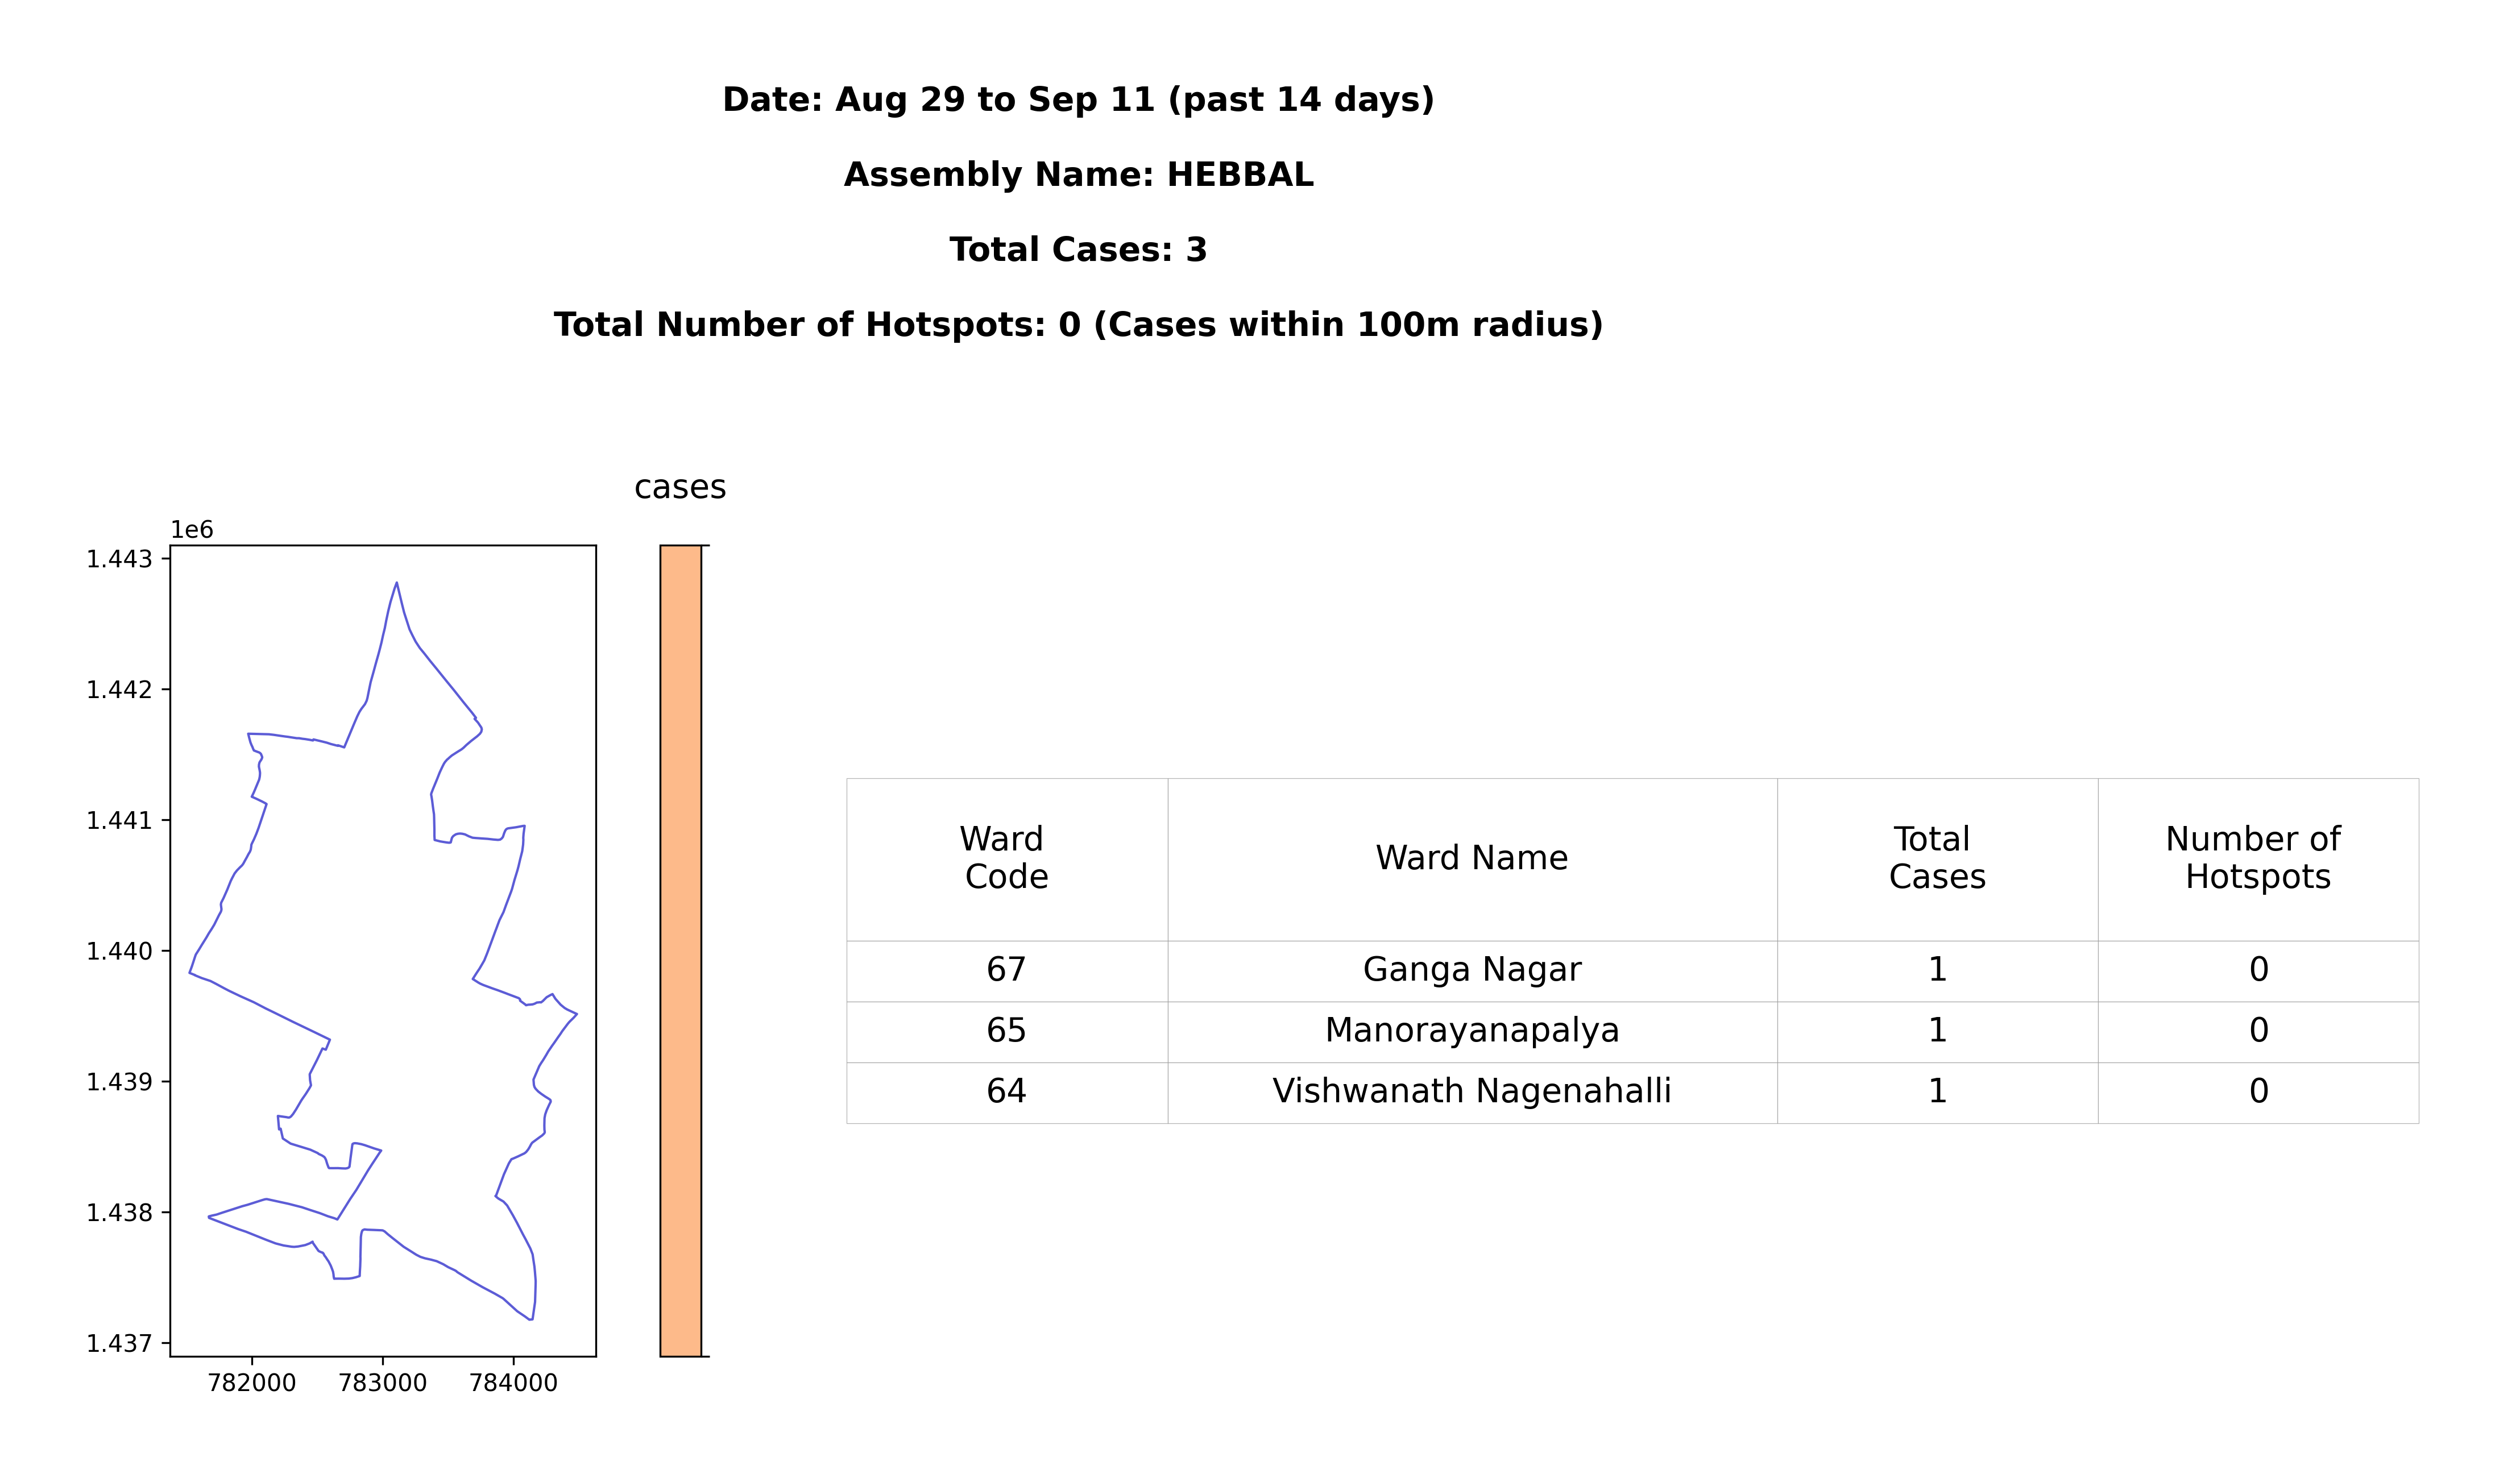 Date: Aug 29 to Sep 11 (past 14 days)
Assembly Name: HEBBAL
Total Cases: 3
Total Number of Hotspots: 0 (Cases within 100m radius)
cases
1e6
1.443
1.442
1.441
1.440
1.439
1.438
1.437
782000 783000 784000
Ward Code Ward Name Total Cases Number of Hotspots
67 Ganga Nagar 1 0
65 Manorayanapalya 1 0
64 Vishwanath Nagenahalli 1 0